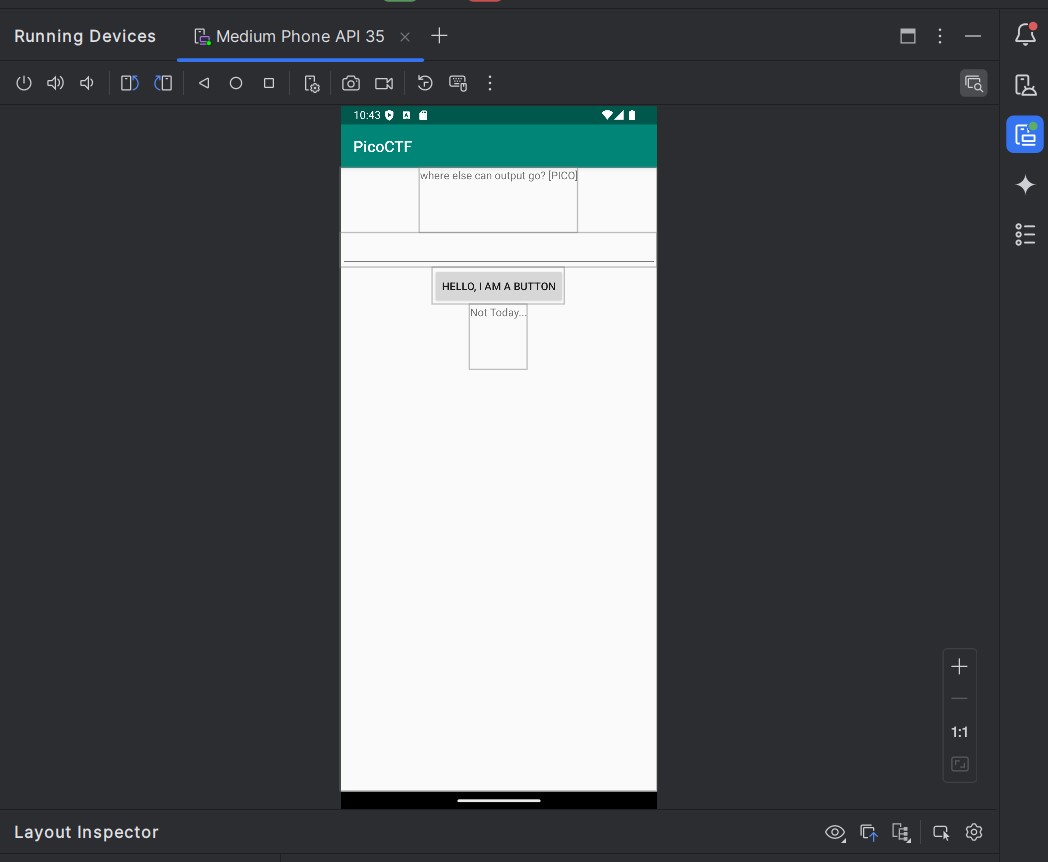 Running Devices
Medium Phone API 35
10:43
PicoCTF
where else can output go? [PICO]
HELLO, I AM A BUTTON
Not Today...
1:1
Layout Inspector